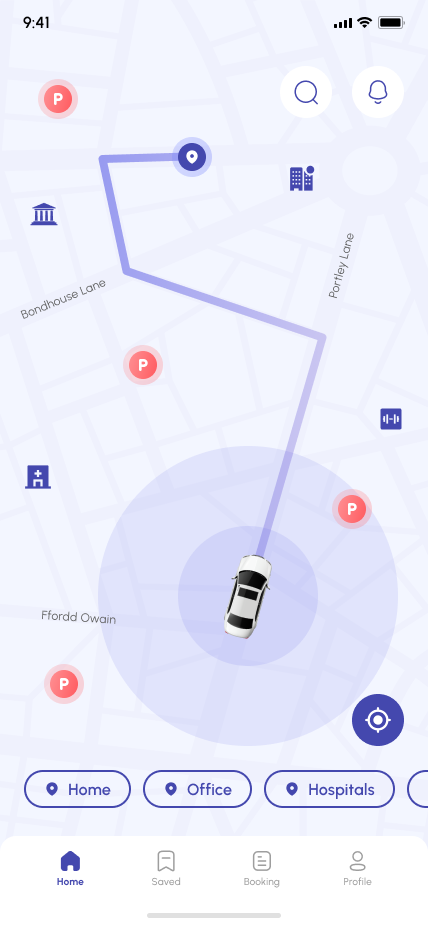 9:41
P
Portley Lane
Bondhouse Lane
P
P
Ffordd Owain
P
Home
Office
Hospitals
Home
Saved
Booking
Profile